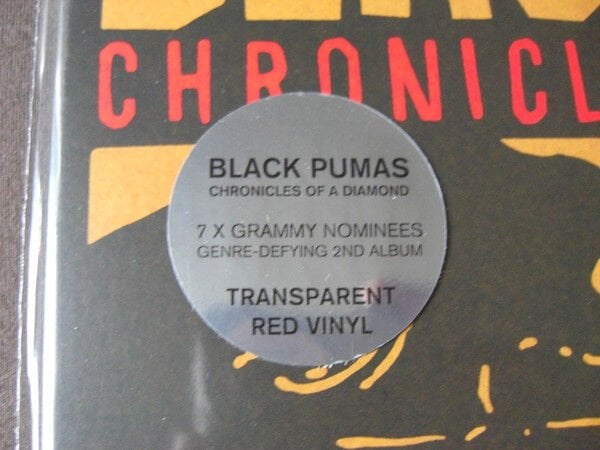 CHRONICL
BLACK PUMAS
CHRONICLES OF A DIAMOND
7 X GRAMMY NOMINEES
GENRE-DEFYING 2ND ALBUM
TRANSPARENT
RED VINYL